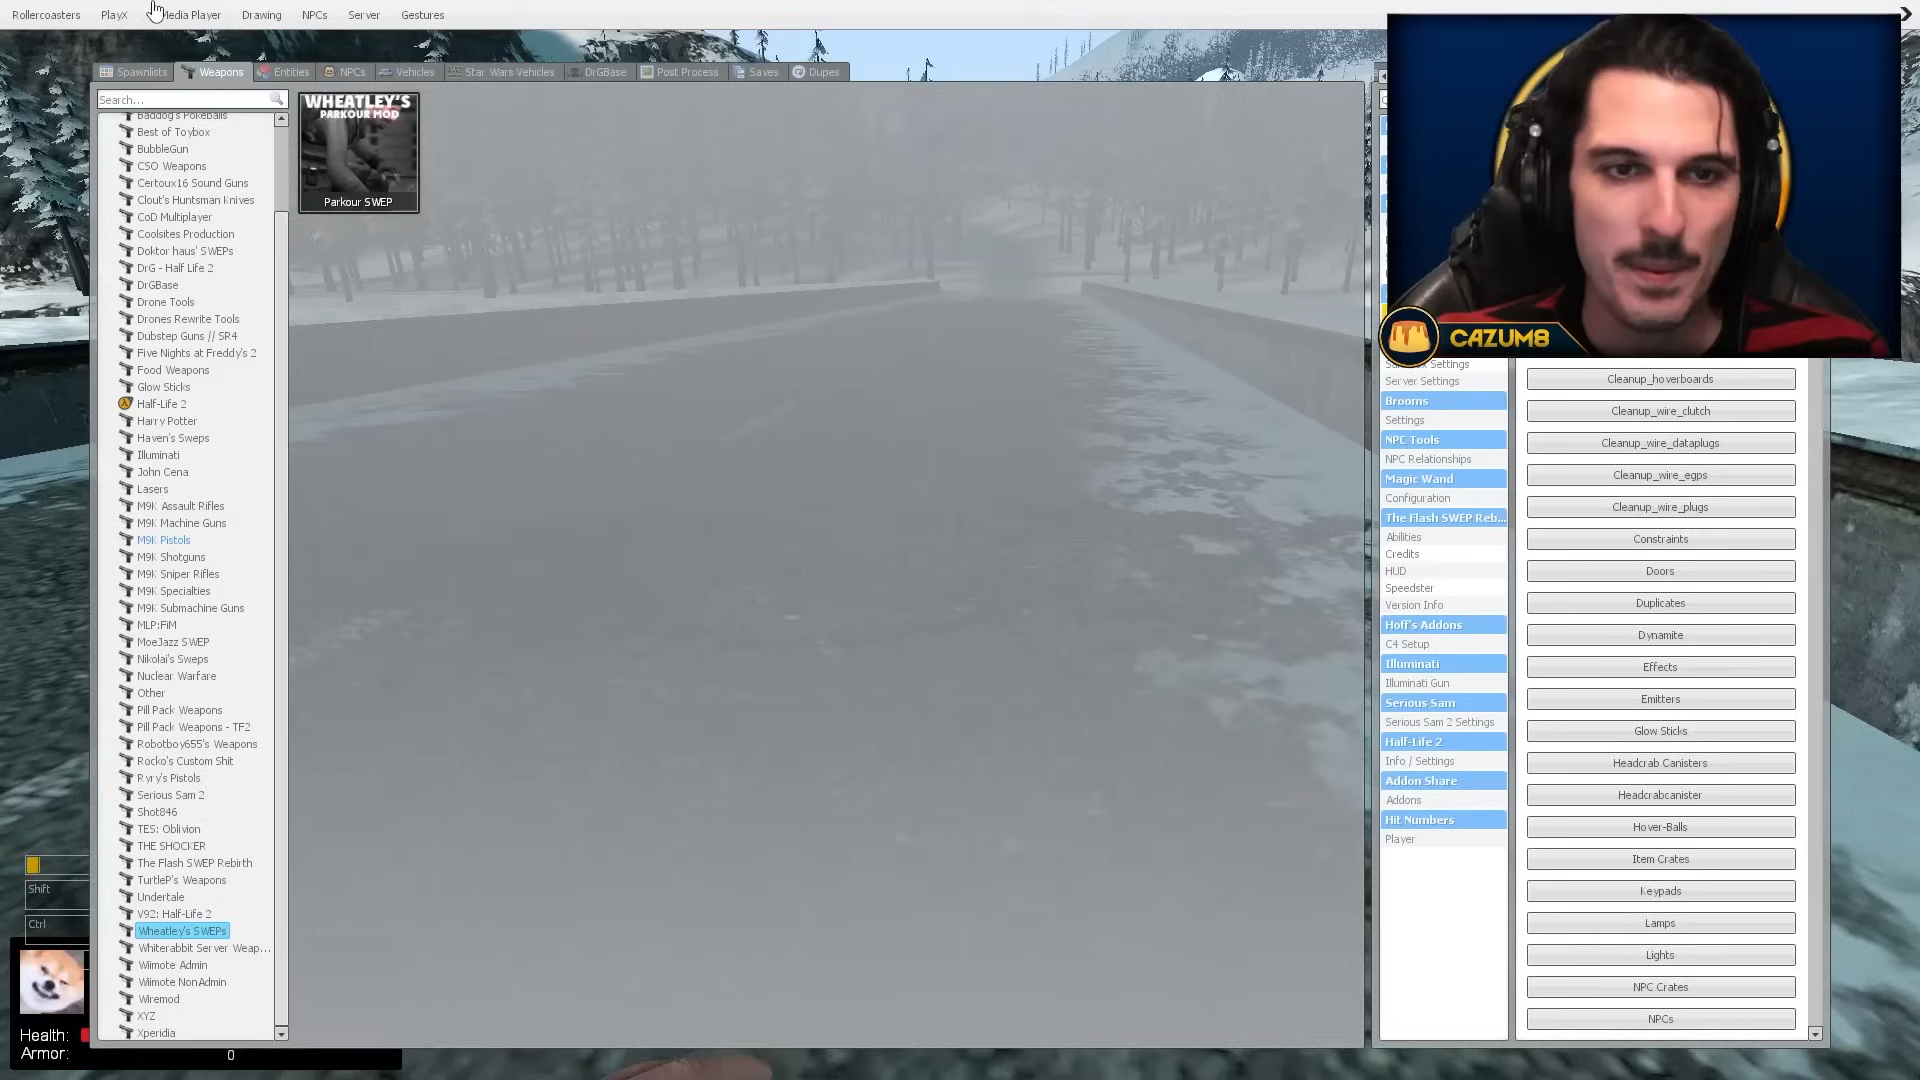 Rollercoasters PlayX Media Player Drawing NPCs Server Gestures
Spawnlists Weapons Entities NPCs Vehicles Star Wars Vehicles DrGBase Post Process Saves Dupes
Search...
Baddog's Pokeballs
Best of Toybox
BubbleGun
CSO Weapons
Certoux16 Sound Guns
Clout's Huntsman Knives
CoD Multiplayer
Coolsites Production
Doktor haus' SWEPs
DrG - Half Life 2
DrGBase
Drone Tools
Drones Rewrite Tools
Dubstep Guns // SR4
Five Nights at Freddy's 2
Food Weapons
Glow Sticks
Half-Life 2
Harry Potter
Haven's Sweps
Illuminati
John Cena
Lasers
M9K Assault Rifles
M9K Machine Guns
M9K Pistols
M9K Shotguns
M9K Sniper Rifles
M9K Specialties
M9K Submachine Guns
MLP:FiM
MoeJazz SWEP
Nikolai's Sweps
Nuclear Warfare
Other
Pill Pack Weapons
Pill Pack Weapons - TF2
Robotboy655's Weapons
Rocko's Custom Shit
Ryry's Pistols
Serious Sam 2
Shot846
TES: Oblivion
THE SHOCKER
The Flash SWEP Rebirth
TurtleP's Weapons
Undertale
V92: Half-Life 2
Wheatley's SWEPs
Whiterabbit Server Weap...
Wiimote Admin
Wiimote NonAdmin
Wiremod
XYZ
Xperidia
WHEATLEY'S
PARKOUR MOD
Parkour SWEP
CAZUM8
Settings
Server Settings
Brooms
Settings
NPC Tools
NPC Relationships
Magic Wand
Configuration
The Flash SWEP Reb...
Abilities
Credits
HUD
Speedster
Version Info
Hoff's Addons
C4 Setup
Illuminati
Illuminati Gun
Serious Sam
Serious Sam 2 Settings
Half-Life 2
Info / Settings
Addon Share
Addons
Hit Numbers
Player
Cleanup_hoverboards
Cleanup_wire_clutch
Cleanup_wire_dataplugs
Cleanup_wire_egps
Cleanup_wire_plugs
Constraints
Doors
Duplicates
Dynamite
Effects
Emitters
Glow Sticks
Headcrab Canisters
Headcrabcanister
Hover-Balls
Item Crates
Keypads
Lamps
Lights
NPC Crates
NPCs
Shift
Ctrl
Health:
Armor: 0